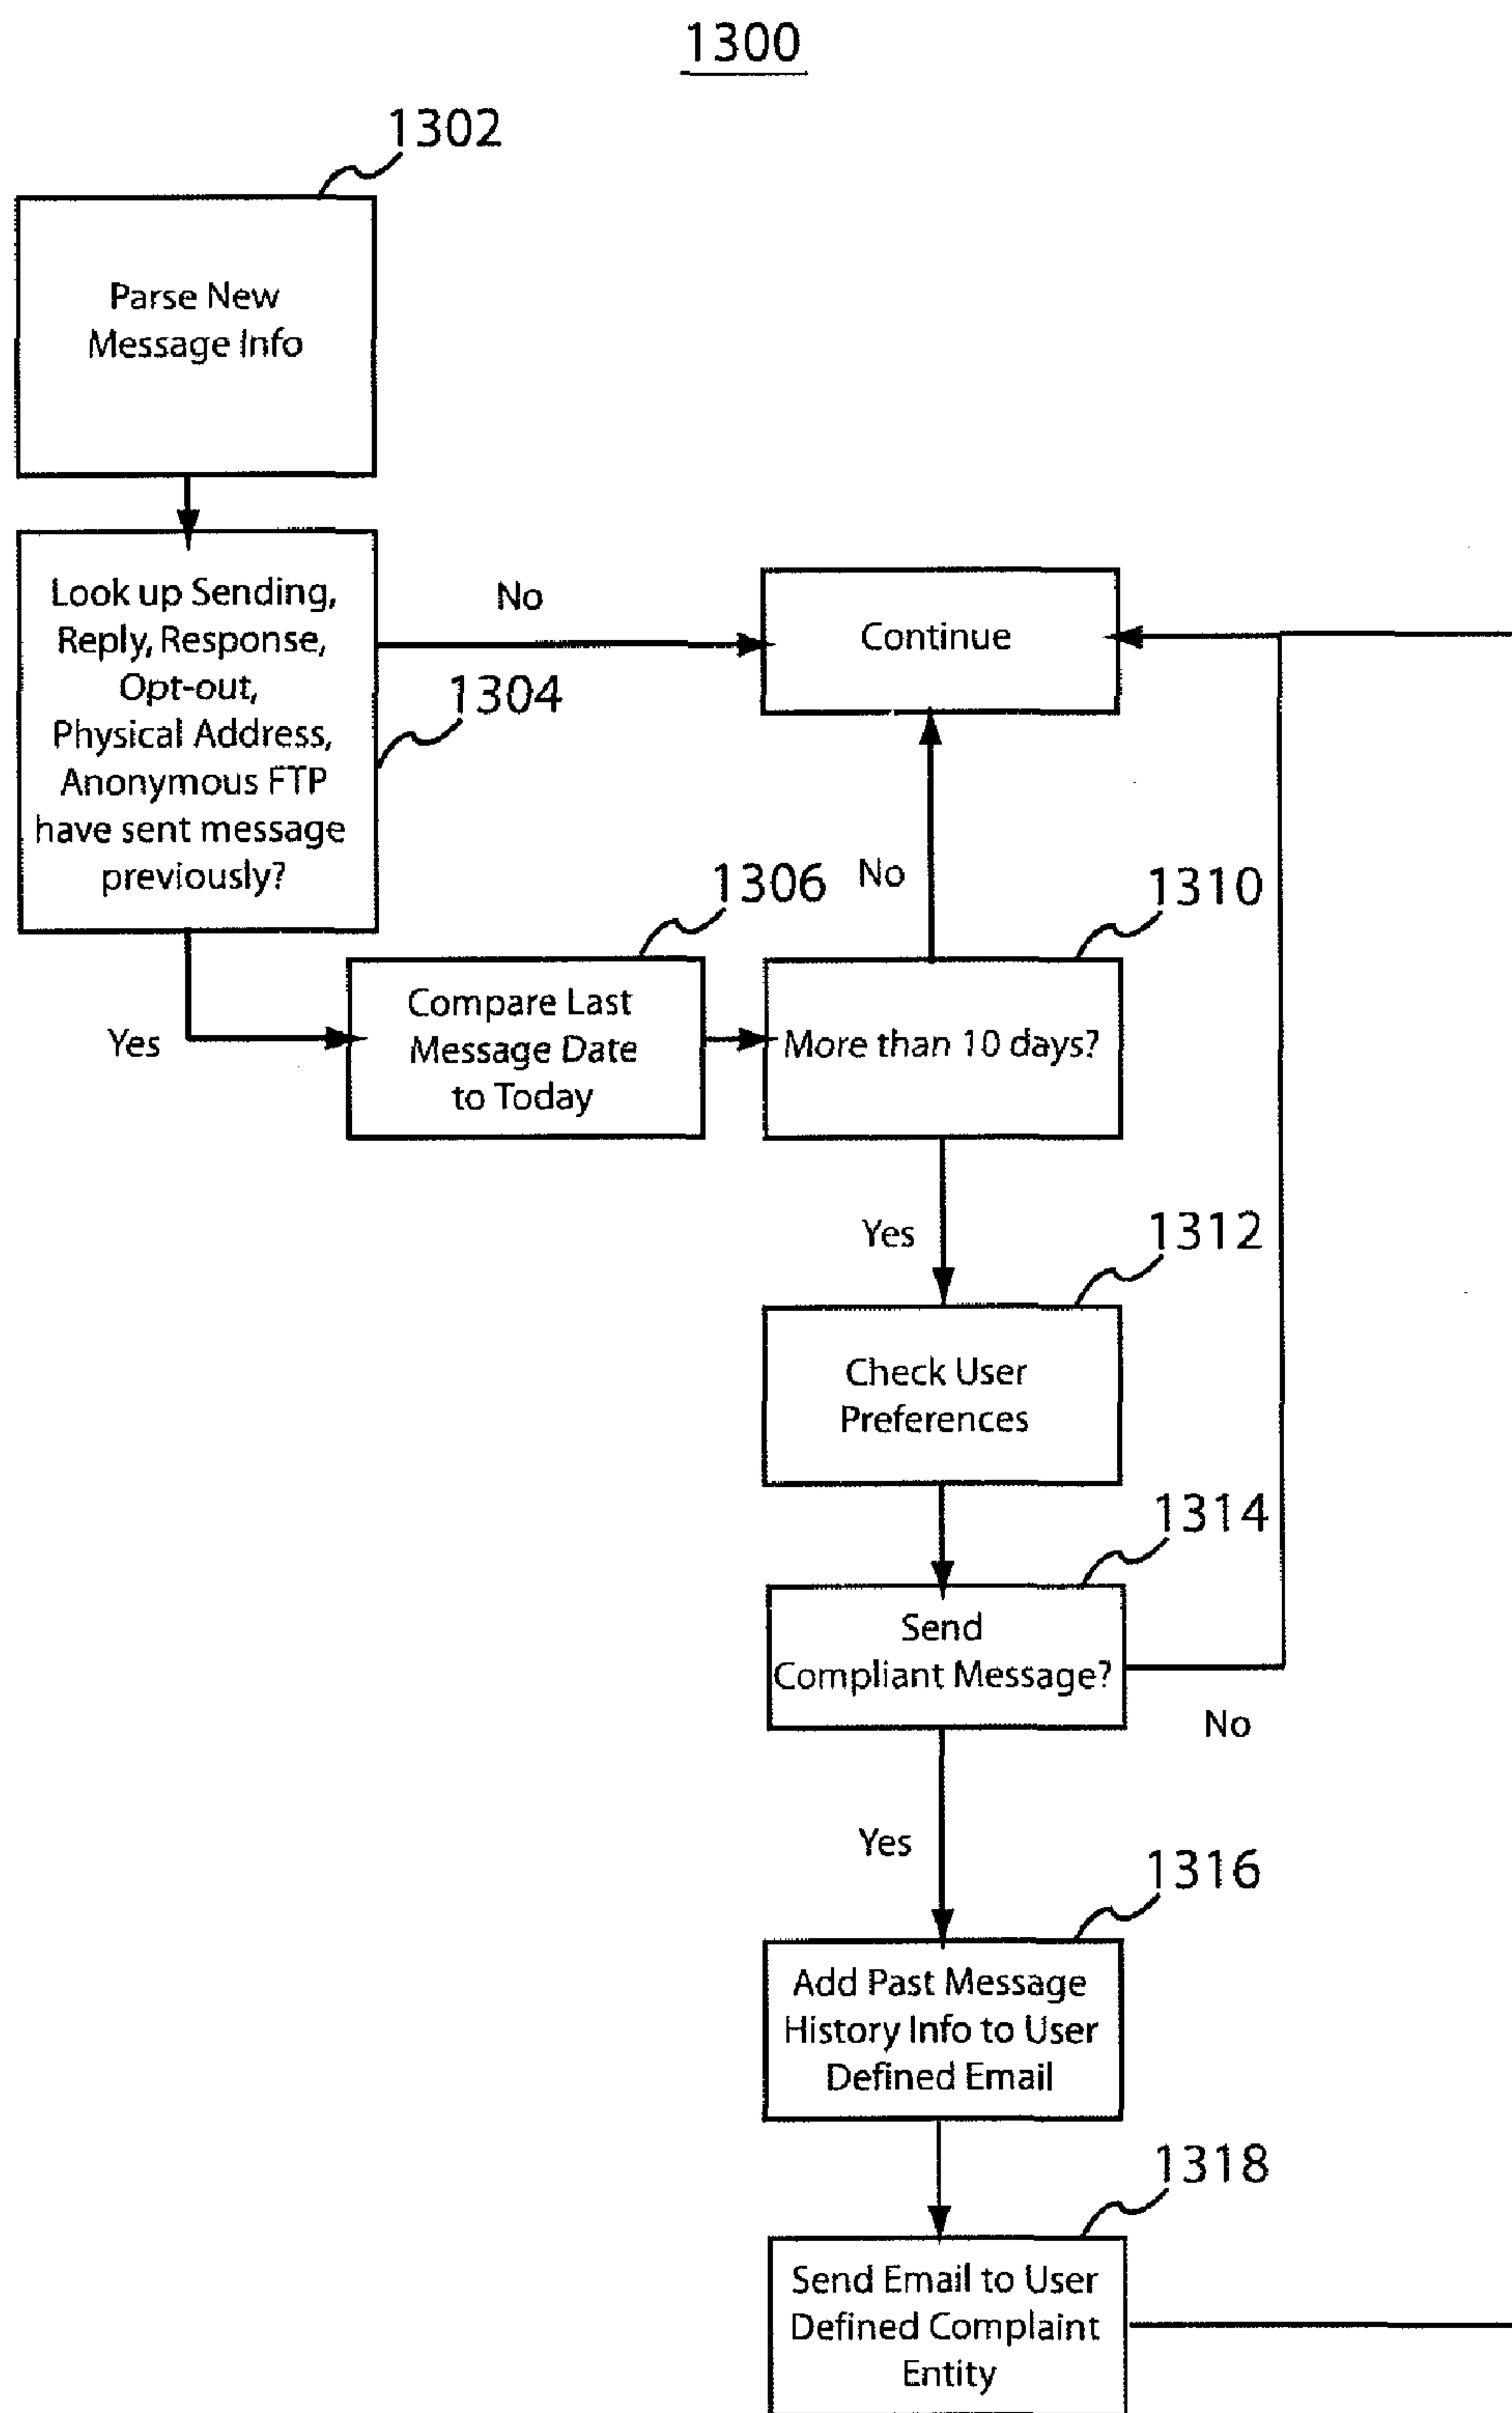 1300
1302
Parse New
Message Info
Look up Sending,
Reply, Response,
Opt-out,
Physical Address,
Anonymous FTP
have sent message
previously?
1304
No
Continue
Yes
1306
Compare Last
Message Date
to Today
No
1310
More than 10 days?
Yes
1312
Check User
Preferences
1314
Send
Compliant Message?
No
Yes
1316
Add Past Message
History Info to User
Defined Email
1318
Send Email to User
Defined Complaint
Entity